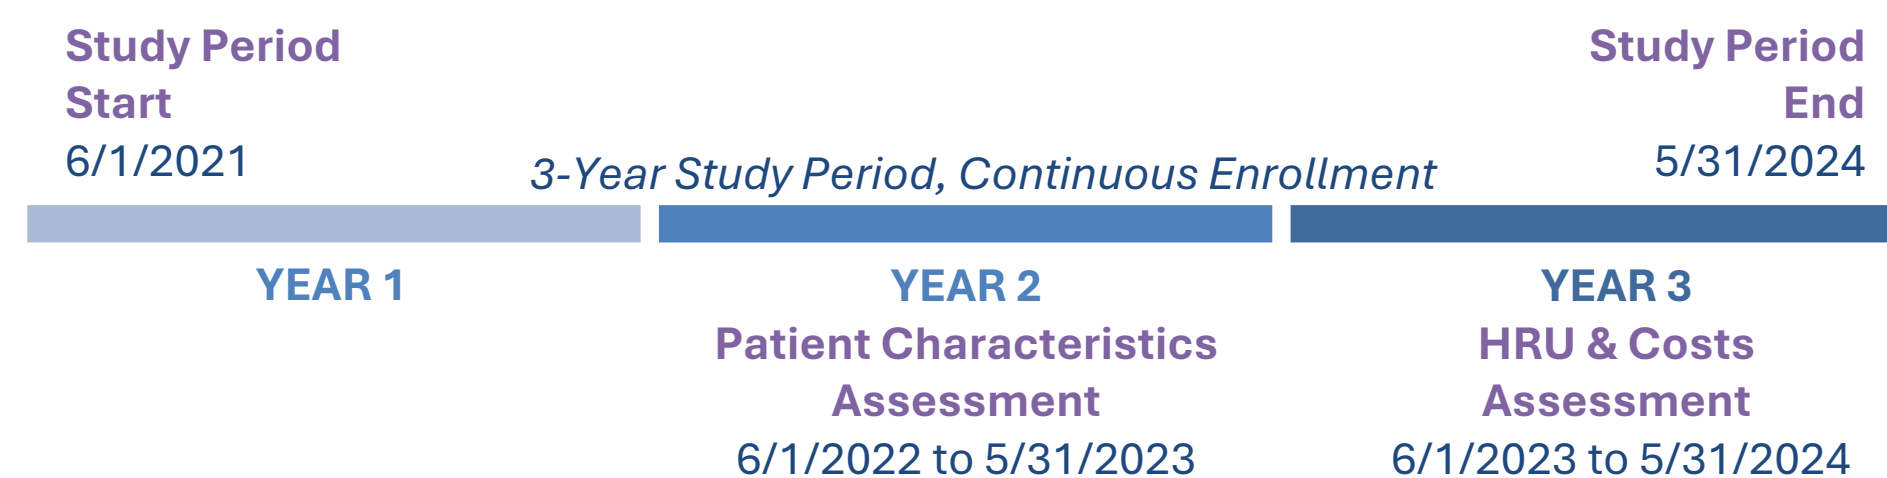 Study Period
Start
6/1/2021
Study Period
End
5/31/2024
3-Year Study Period, Continuous Enrollment
YEAR 1
YEAR 2
Patient Characteristics
Assessment
6/1/2022 to 5/31/2023
YEAR 3
HRU & Costs
Assessment
6/1/2023 to 5/31/2024